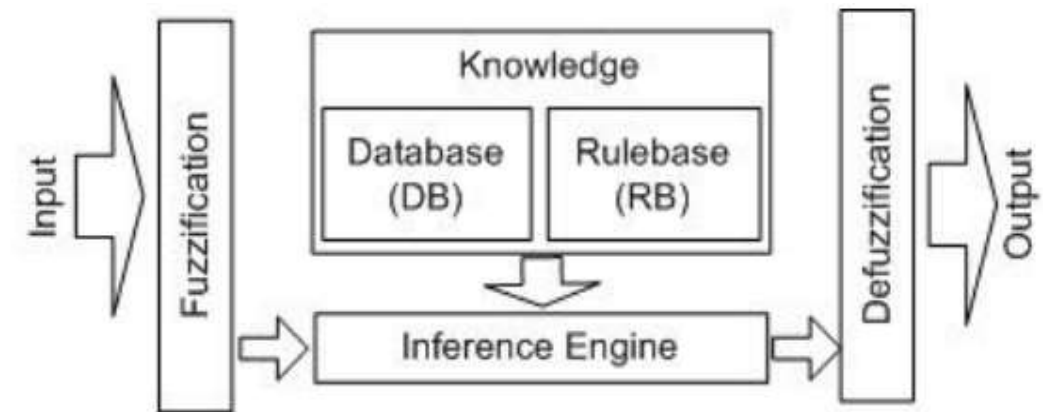 Input
Fuzzification
Knowledge
Database
(DB)
Rulebase
(RB)
Inference Engine
Defuzzification
Output